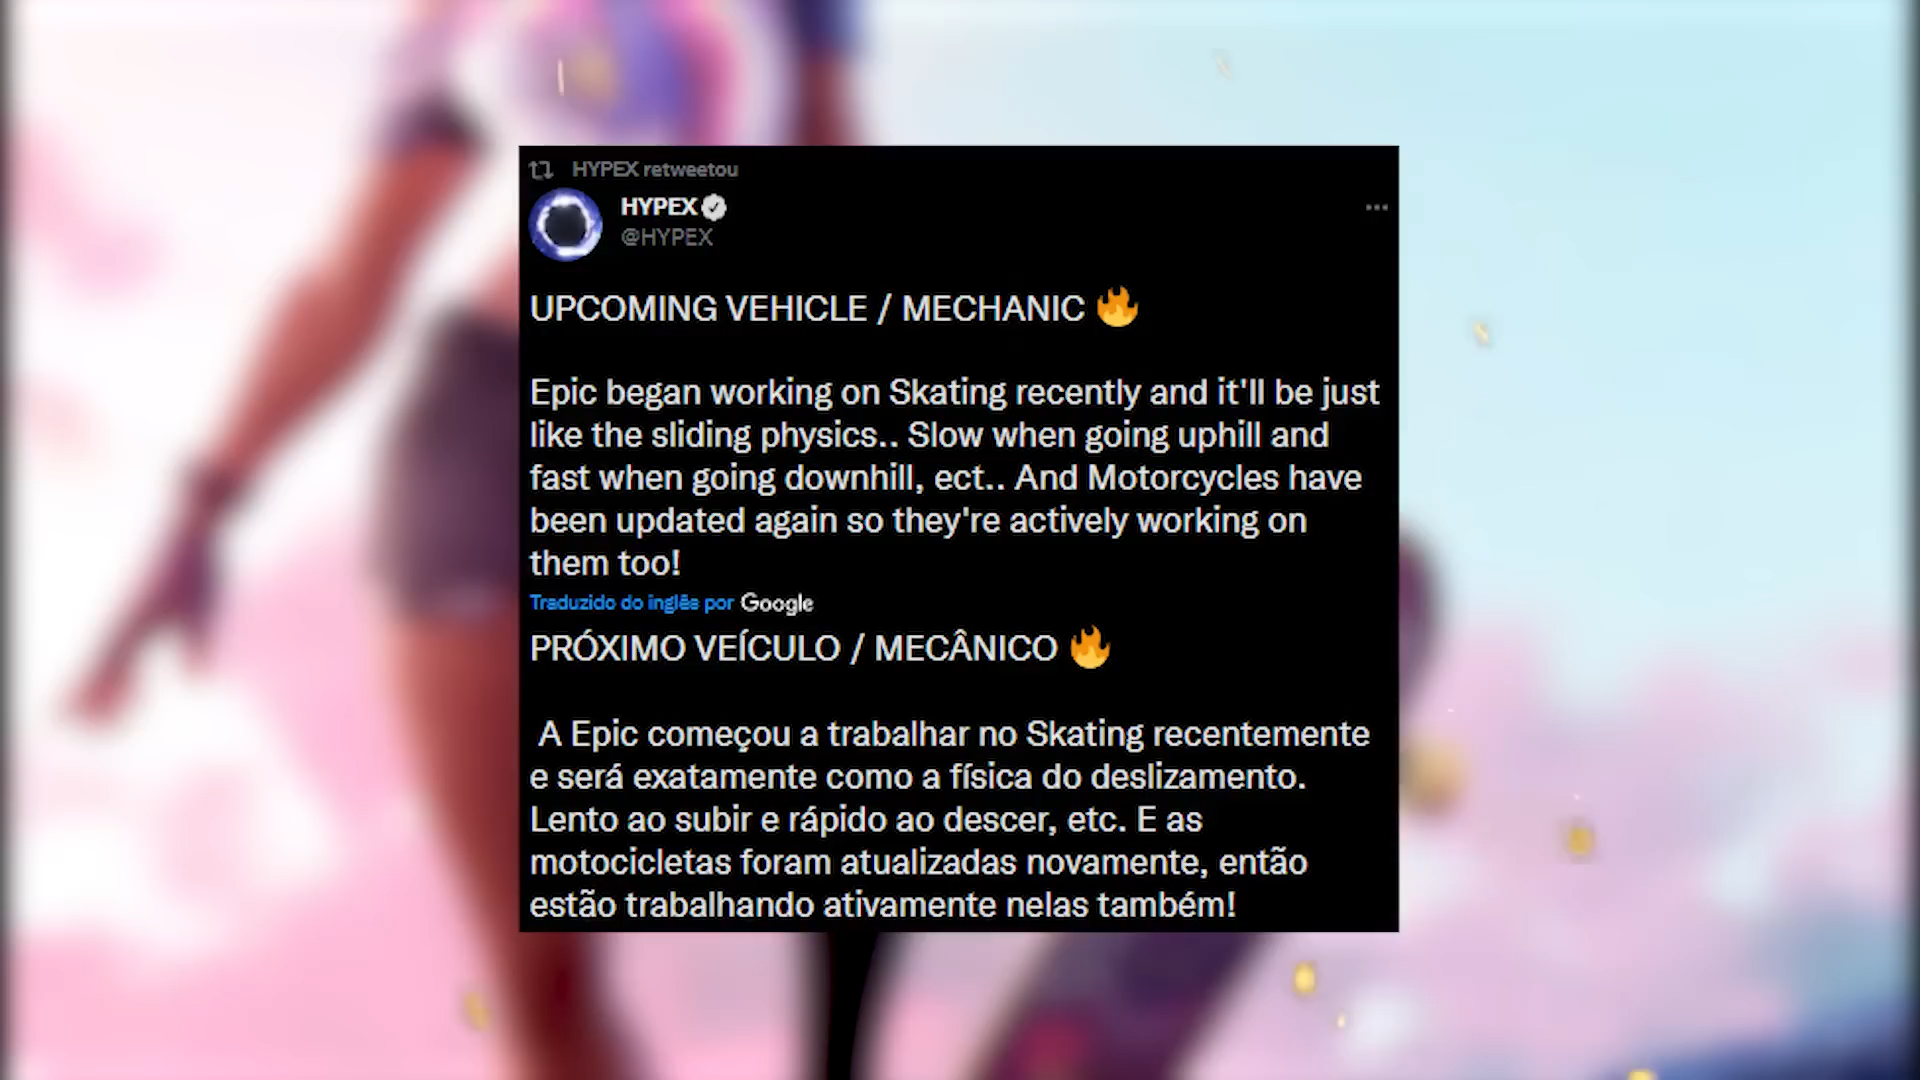 HYPEX retweetou
HYPEX
@HYPEX
UPCOMING VEHICLE / MECHANIC 🔥
Epic began working on Skating recently and it'll be just
like the sliding physics.. Slow when going uphill and
fast when going downhill, ect.. And Motorcycles have
been updated again so they're actively working on
them too!
Traduzido do inglês por Google
PRÓXIMO VEÍCULO / MECÂNICO 🔥
A Epic começou a trabalhar no Skating recentemente
e será exatamente como a física do deslizamento.
Lento ao subir e rápido ao descer, etc. E as
motocicletas foram atualizadas novamente, então
estão trabalhando ativamente nelas também!